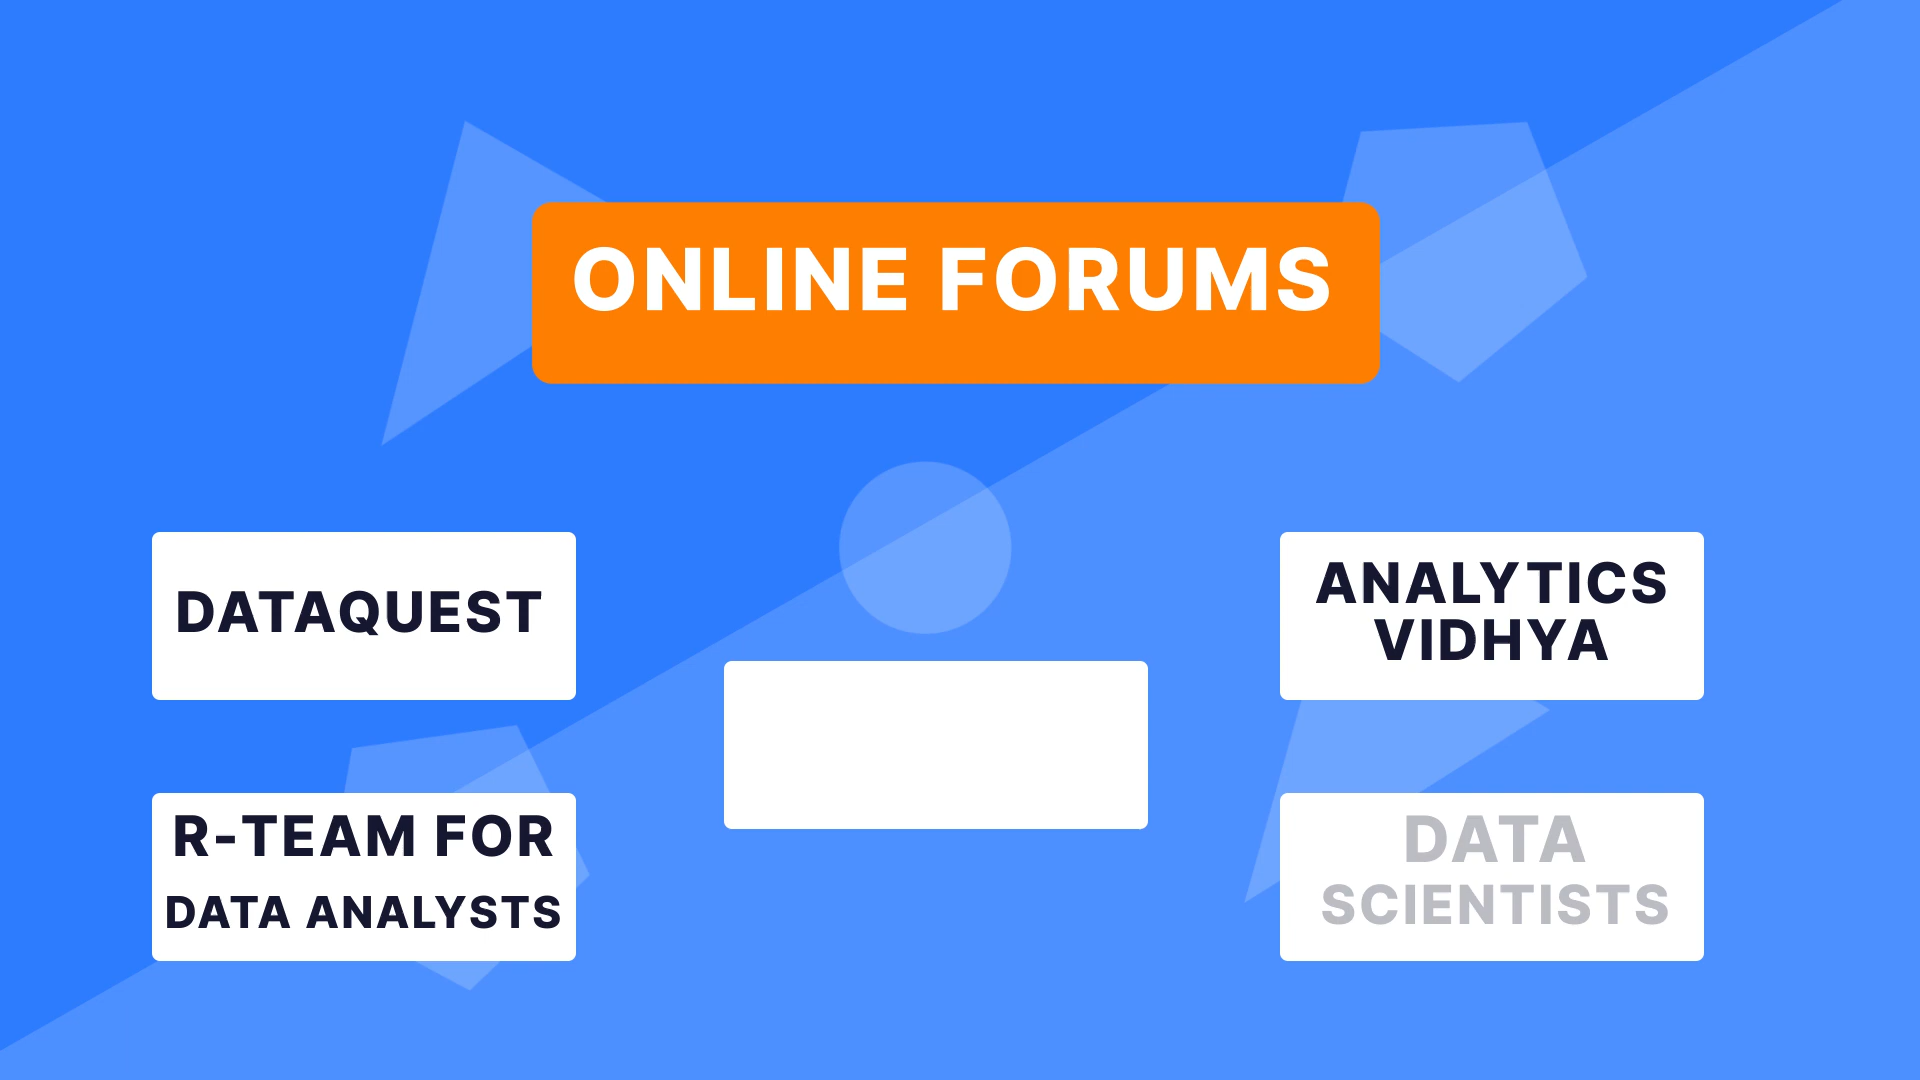 ONLINE FORUMS
DATAQUEST
ANALYTICS
VIDHYA
R-TEAM FOR
DATA ANALYSTS
DATA
SCIENTISTS